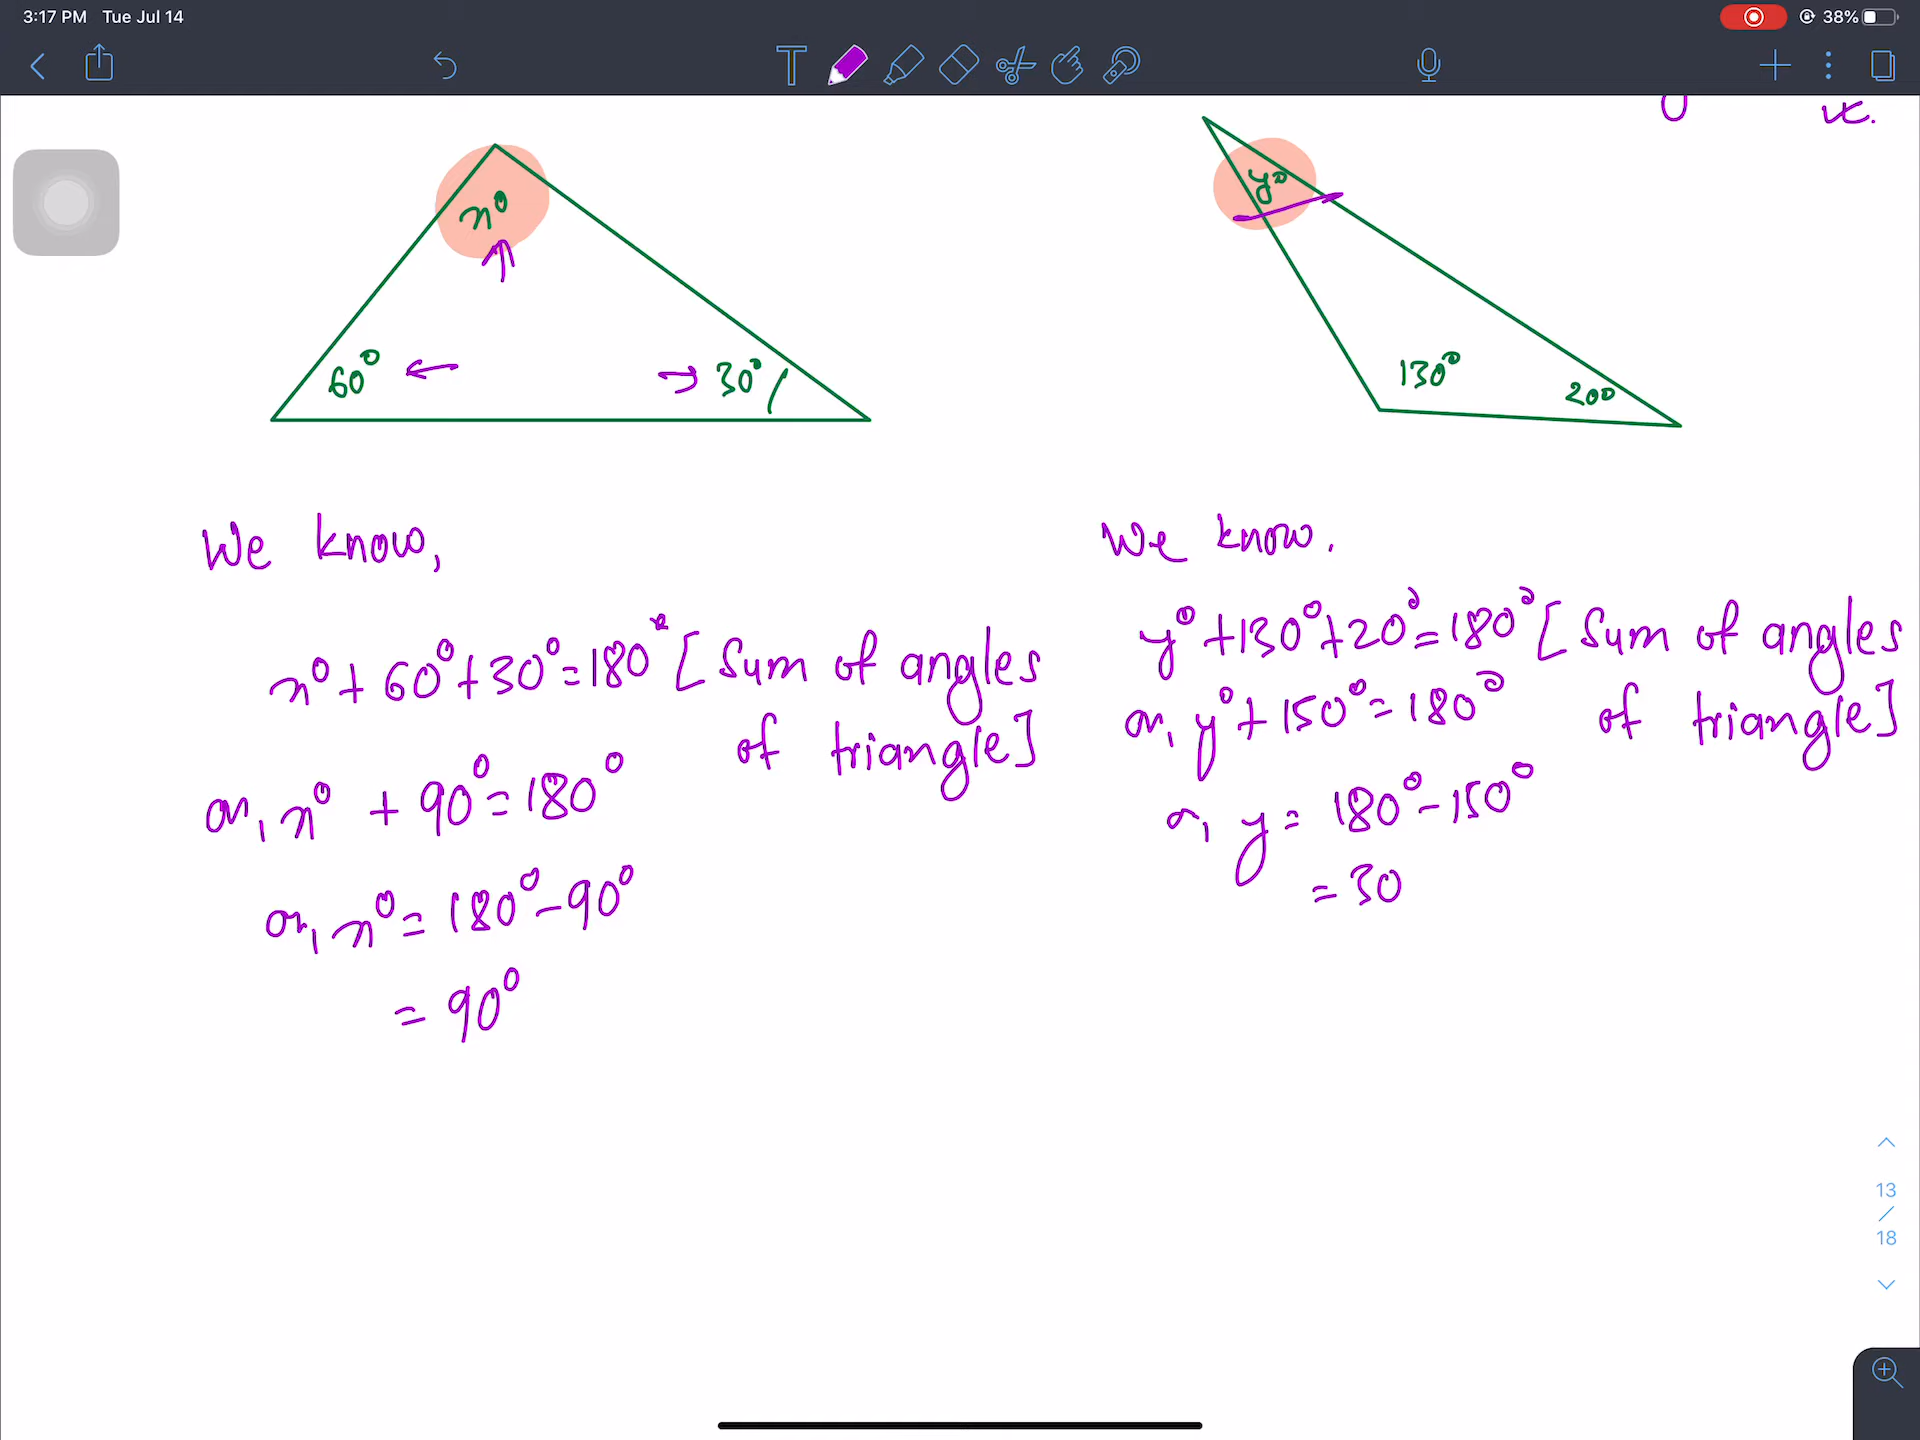 3:17 PM Tue Jul 14
38%
x°
60°
30°
y°
130°
20°
We know,
x° + 60° + 30° = 180° [Sum of angles
of triangle]
or, x° + 90° = 180°
or, x° = 180° - 90°
= 90°
We know.
y° + 130° + 20° = 180° [Sum of angles
or, y° + 150° = 180° of triangle]
or, y = 180° - 150°
= 30
13
/
18